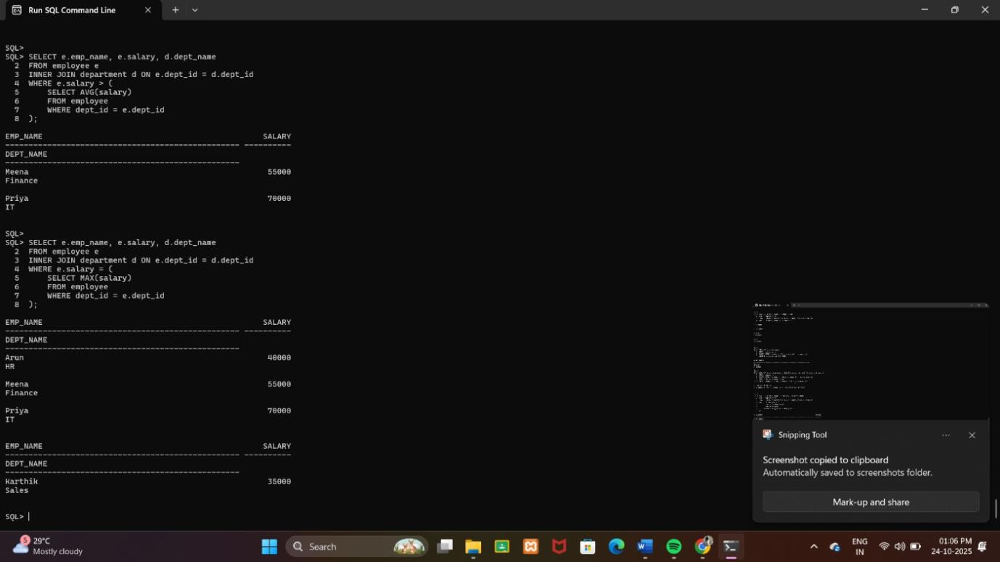 Run SQL Command Line
SQL>
SQL> SELECT e.emp_name, e.salary, d.dept_name
2 FROM employee e
3 INNER JOIN department d ON e.dept_id = d.dept_id
4 WHERE e.salary > (
5 SELECT AVG(salary)
6 FROM employee
7 WHERE dept_id = e.dept_id
8 );
EMP_NAME SALARY
-------------------------------------------------- ----------
DEPT_NAME
--------------------------------------------------
Meena 55000
Finance
Priya 70000
IT
SQL>
SQL> SELECT e.emp_name, e.salary, d.dept_name
2 FROM employee e
3 INNER JOIN department d ON e.dept_id = d.dept_id
4 WHERE e.salary = (
5 SELECT MAX(salary)
6 FROM employee
7 WHERE dept_id = e.dept_id
8 );
EMP_NAME SALARY
-------------------------------------------------- ----------
DEPT_NAME
--------------------------------------------------
Arun 40000
HR
Meena 55000
Finance
Priya 70000
IT
EMP_NAME SALARY
-------------------------------------------------- ----------
DEPT_NAME
--------------------------------------------------
Karthik 35000
Sales
SQL>
Snipping Tool
Screenshot copied to clipboard
Automatically saved to screenshots folder.
Mark-up and share
5
29°C
Mostly cloudy
Search
ENG
IN
01:06 PM
24-10-2025